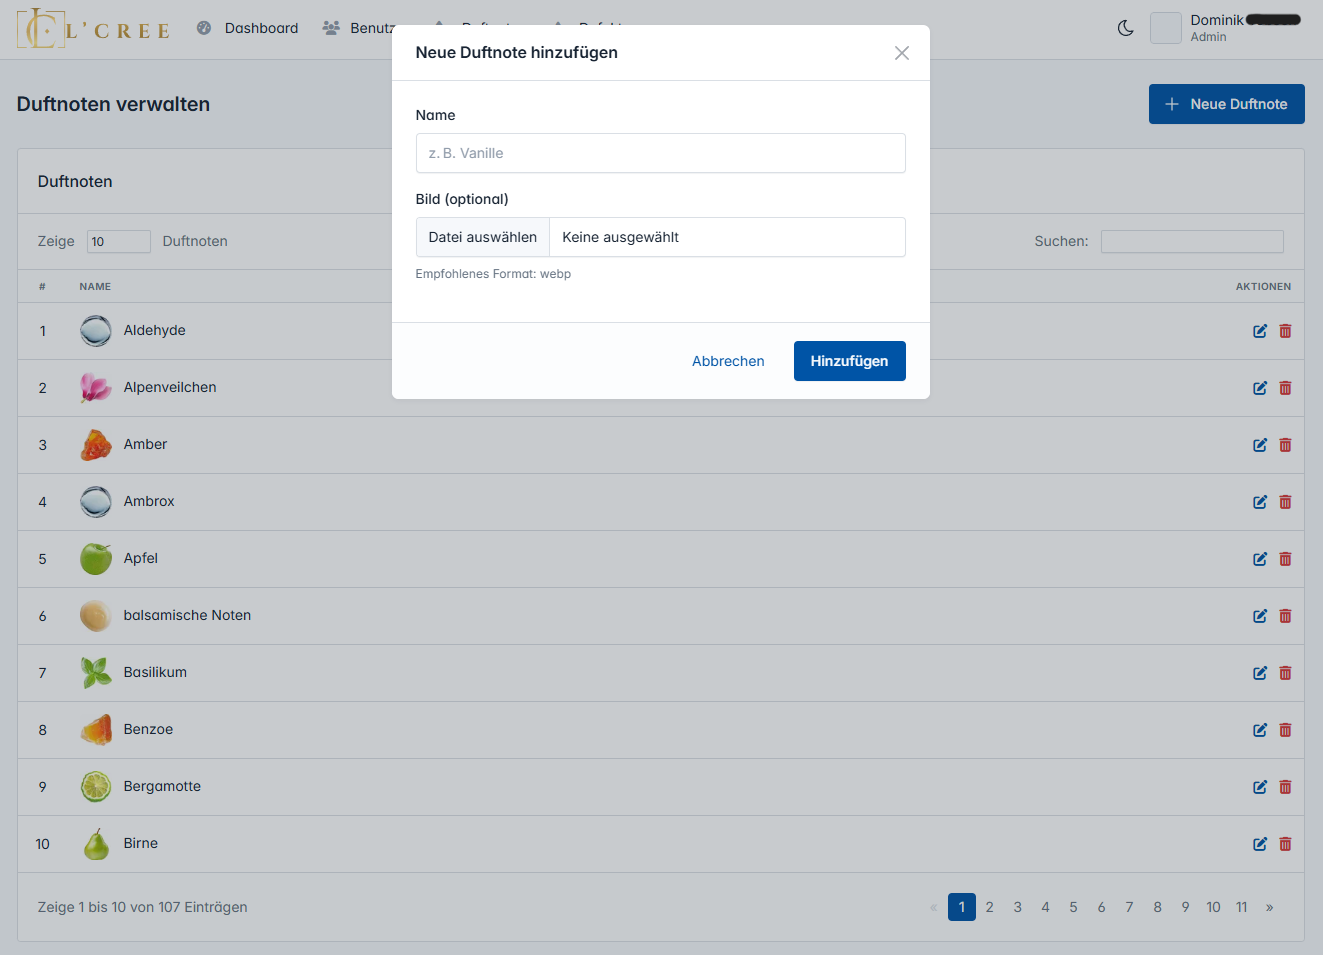 L'CREE
Dashboard
Dominik
Admin
Neue Duftnote hinzufügen
Duftnoten verwalten
Neue Duftnote
Name
z. B. Vanille
Duftnoten
Bild (optional)
Datei auswählen Keine ausgewählt
Zeige 10 Duftnoten
Suchen:
Empfohlenes Format: webp
# NAME AKTIONEN
1 Aldehyde
Abbrechen Hinzufügen
2 Alpenveilchen
3 Amber
4 Ambrox
5 Apfel
6 balsamische Noten
7 Basilikum
8 Benzoe
9 Bergamotte
10 Birne
Zeige 1 bis 10 von 107 Einträgen
« 1 2 3 4 5 6 7 8 9 10 11 »